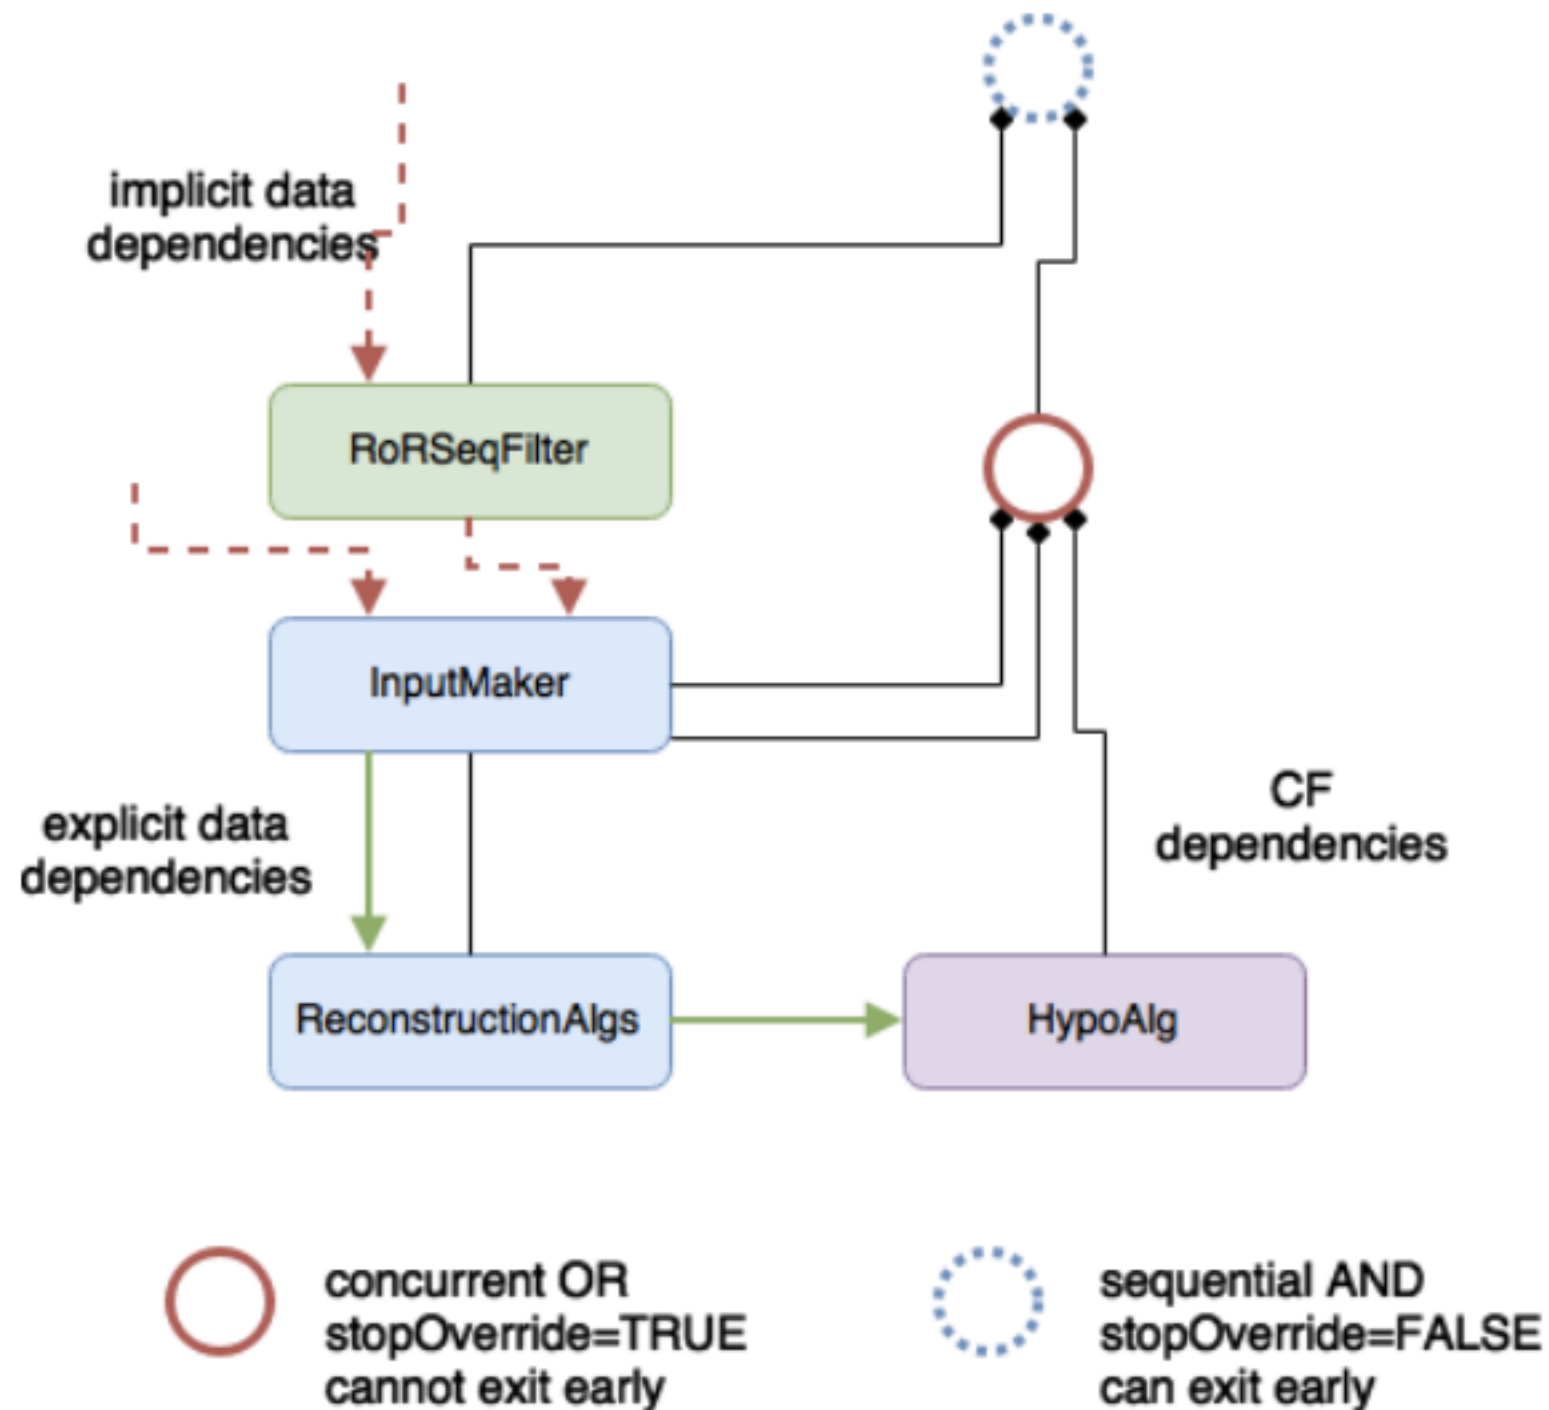 implicit data
dependencies
RoRSeqFilter
InputMaker
explicit data
dependencies
CF
dependencies
ReconstructionAlgs
HypoAlg
concurrent OR
stopOverride=TRUE
cannot exit early
sequential AND
stopOverride=FALSE
can exit early